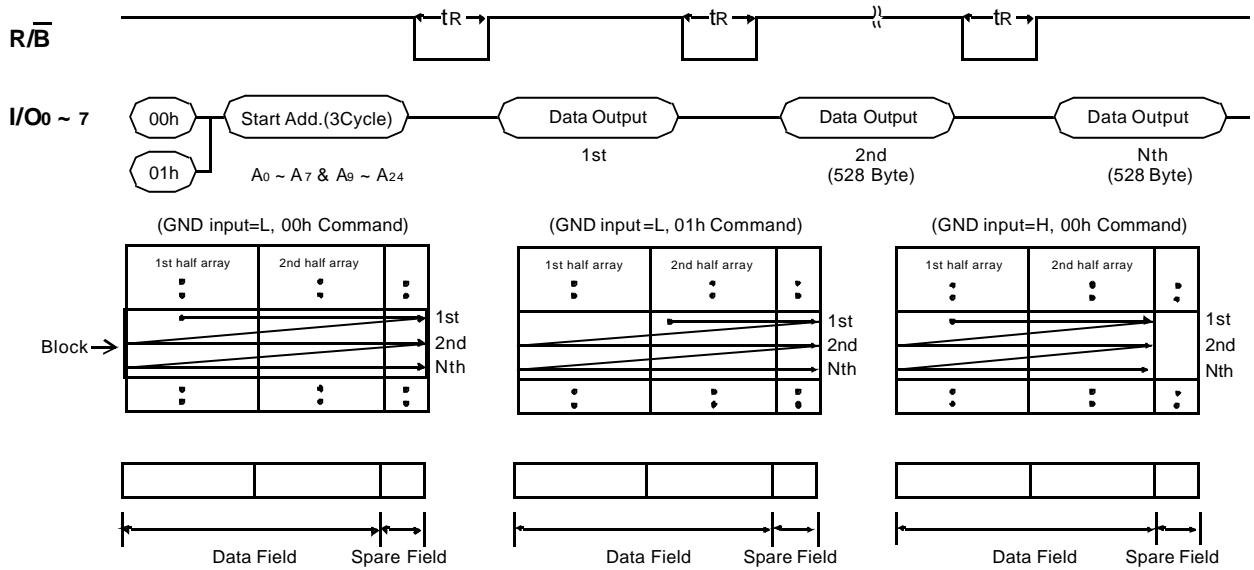 tR tR tR
R/B
I/O0 ~ 7 00h Start Add.(3Cycle) Data Output Data Output Data Output
01h
1st 2nd Nth
A0 ~ A7 & A9 ~ A24 (528 Byte) (528 Byte)
(GND input=L, 00h Command) (GND input=L, 01h Command) (GND input=H, 00h Command)
1st half array 2nd half array 1st half array 2nd half array 1st half array 2nd half array
1st 1st 1st
Block 2nd 2nd 2nd
Nth Nth Nth
Data Field Spare Field Data Field Spare Field Data Field Spare Field